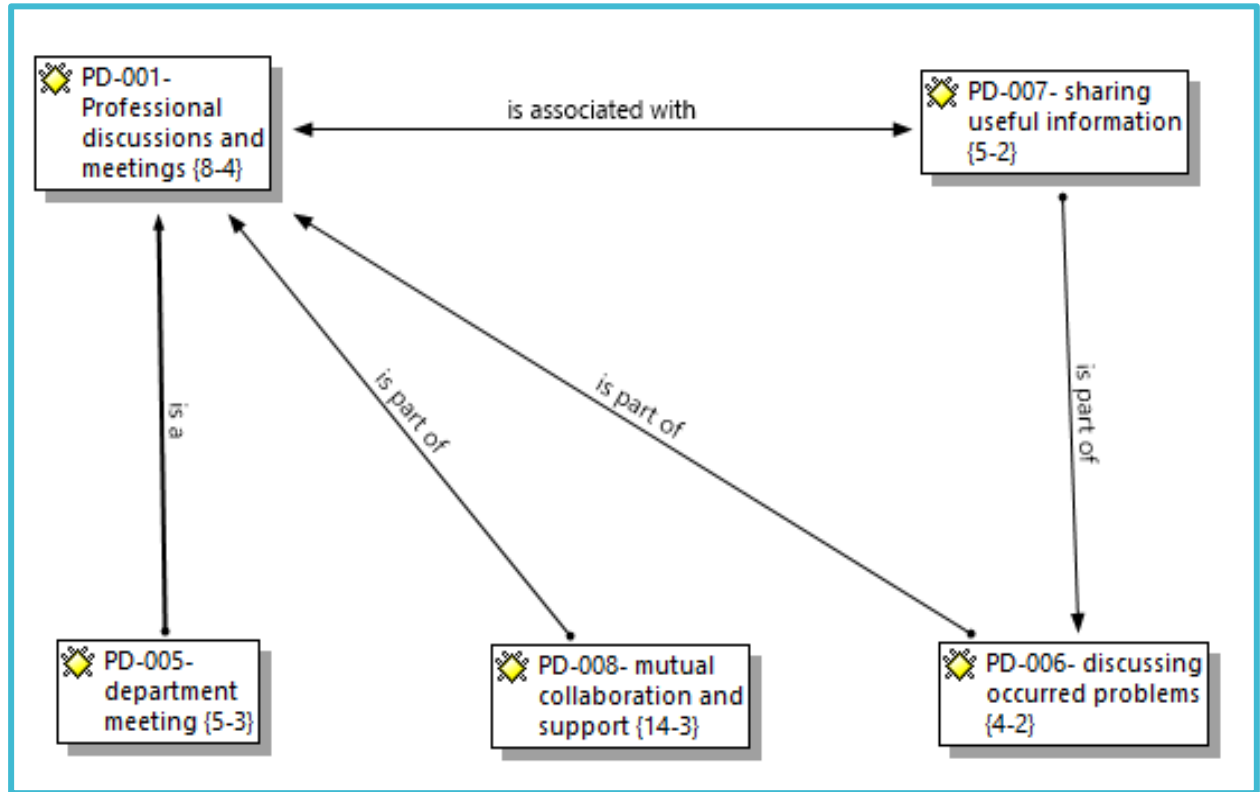 PD-001-
Professional
discussions and
meetings {8-4}
is associated with
PD-007- sharing
useful information
{5-2}
is a
is part of
is part of
is part of
PD-005-
department
meeting {5-3}
PD-008- mutual
collaboration and
support {14-3}
PD-006- discussing
occurred problems
{4-2}